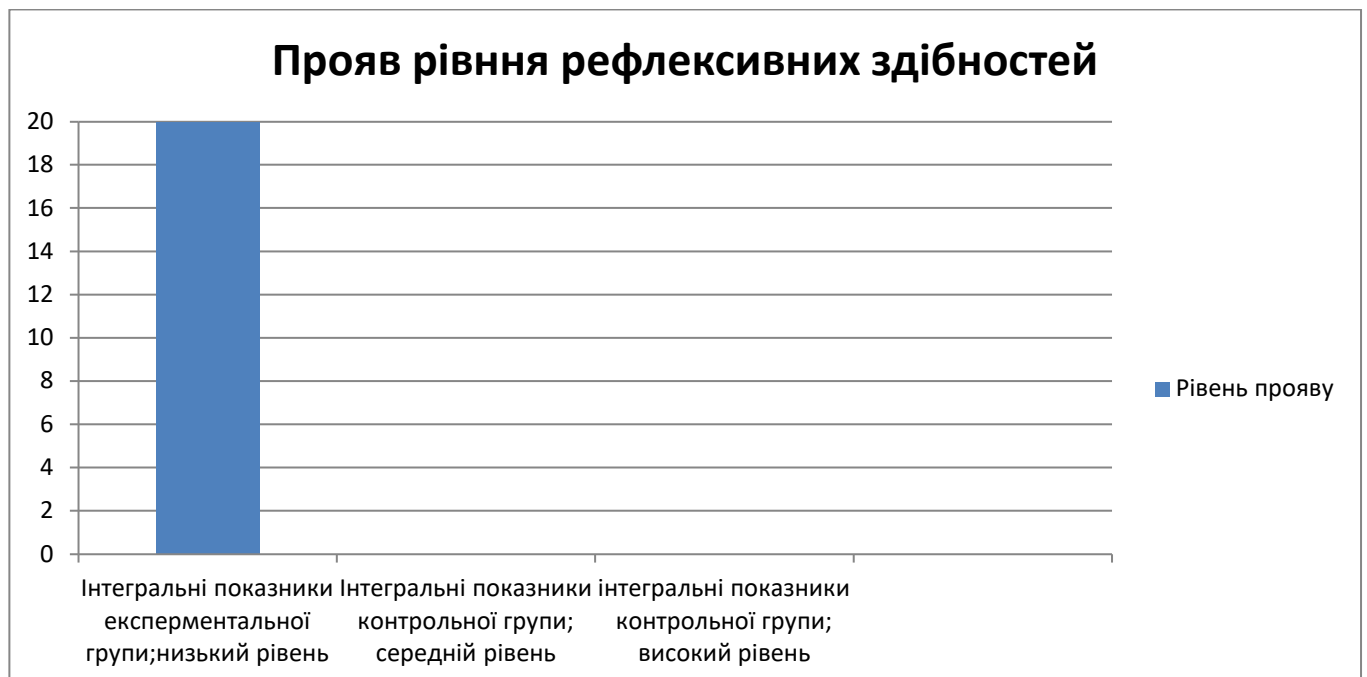 Прояв рівння рефлексивних здібностей
20
18
16
14
12
10
8
6
4
2
0
Інтегральні показники
експерментальної
групи;низький рівень
Інтегральні показники
контрольної групи;
середній рівень
інтегральні показники
контрольної групи;
високий рівень
Рівень прояву